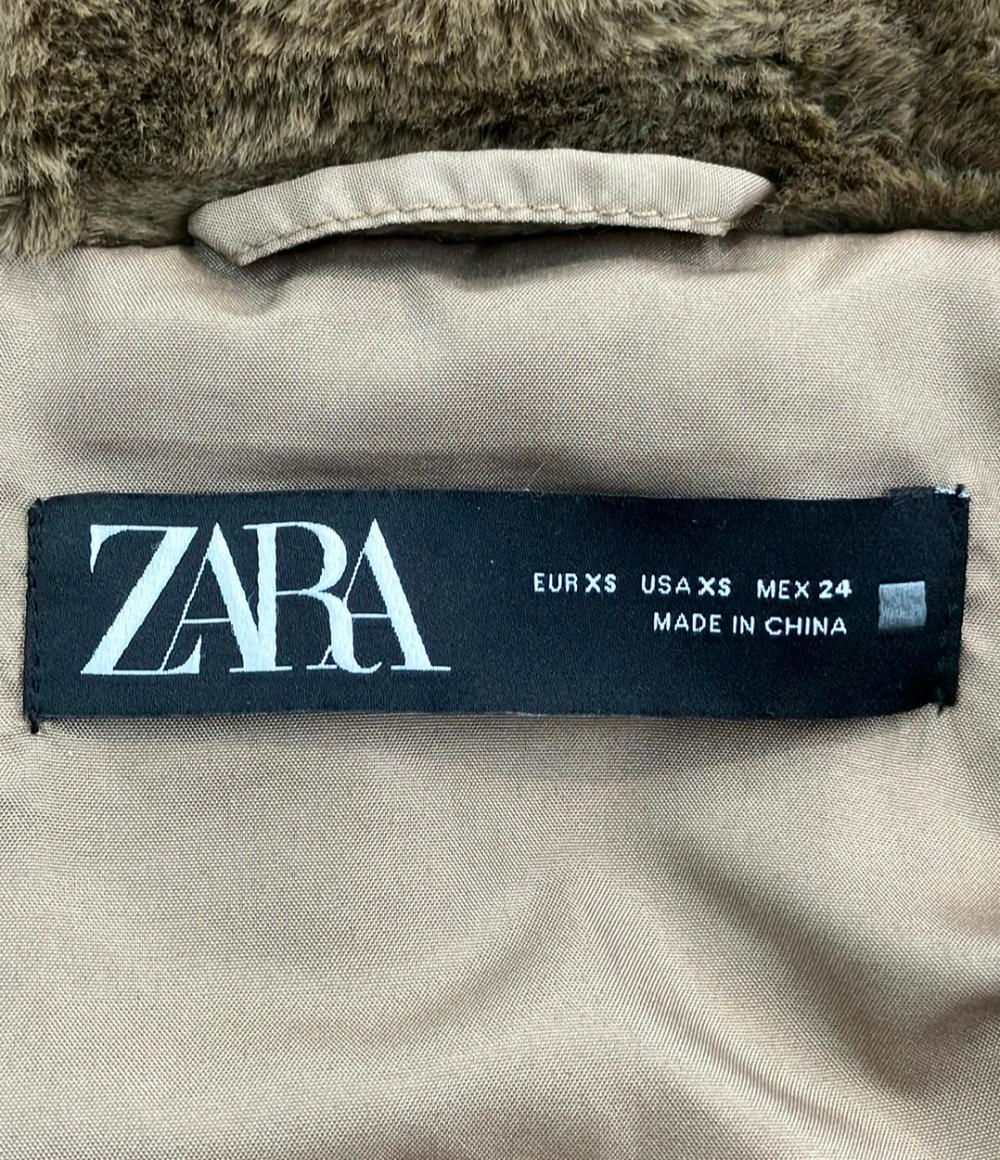 ZARA
EUR XS USA XS MEX 24
MADE IN CHINA